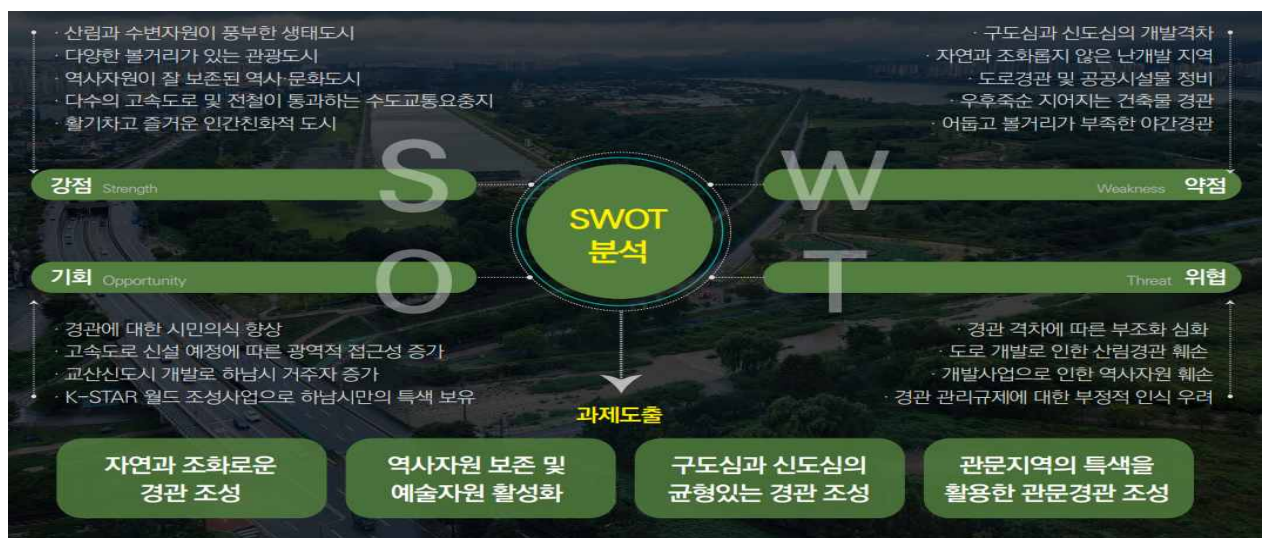 · 산림과 수변자원이 풍부한 생태도시
· 다양한 볼거리가 있는 관광도시
· 역사자원이 잘 보존된 역사·문화도시
· 다수의 고속도로 및 전철이 통과하는 수도교통요충지
· 활기차고 즐거운 인간친화적 도시
S
강점 Strength
· 구도심과 신도심의 개발격차
· 자연과 조화롭지 않은 난개발 지역
· 도로경관 및 공공시설물 정비
· 우후죽순 지어지는 건축물 경관
· 어둡고 볼거리가 부족한 야간경관
W
Weakness 약점
SWOT
분석
기회 Opportunity
O
· 경관에 대한 시민의식 향상
· 고속도로 신설 예정에 따른 광역적 접근성 증가
· 교산신도시 개발로 하남시 거주자 증가
· K-STAR 월드 조성사업으로 하남시만의 특색 보유
T
Threat 위협
· 경관 격차에 따른 부조화 심화
· 도로 개발로 인한 산림경관 훼손
· 개발사업으로 인한 역사자원 훼손
· 경관 관리규제에 대한 부정적 인식 우려
과제도출
자연과 조화로운
경관 조성
역사자원 보존 및
예술자원 활성화
구도심과 신도심의
균형있는 경관 조성
관문지역의 특색을
활용한 관문경관 조성